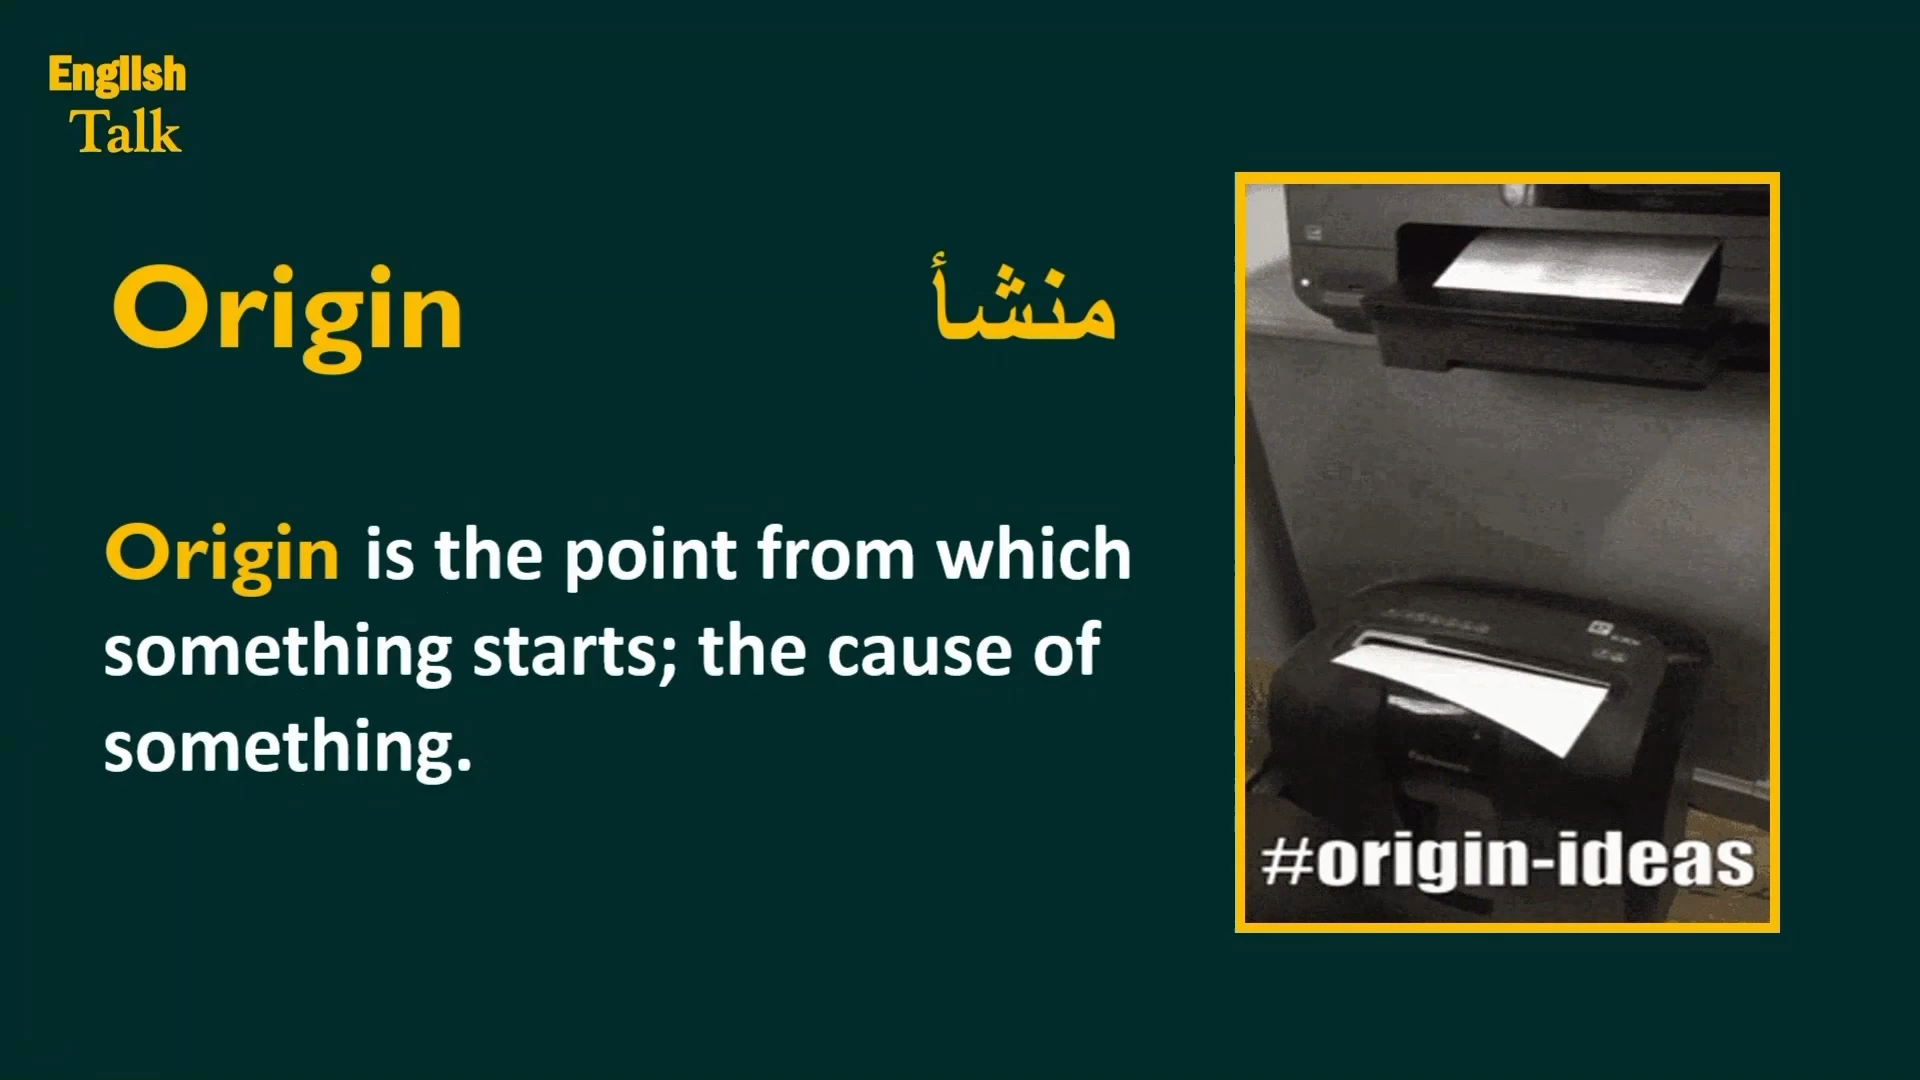 English
Talk
Origin
منشأ
Origin is the point from which
something starts; the cause of
something.
#origin-ideas